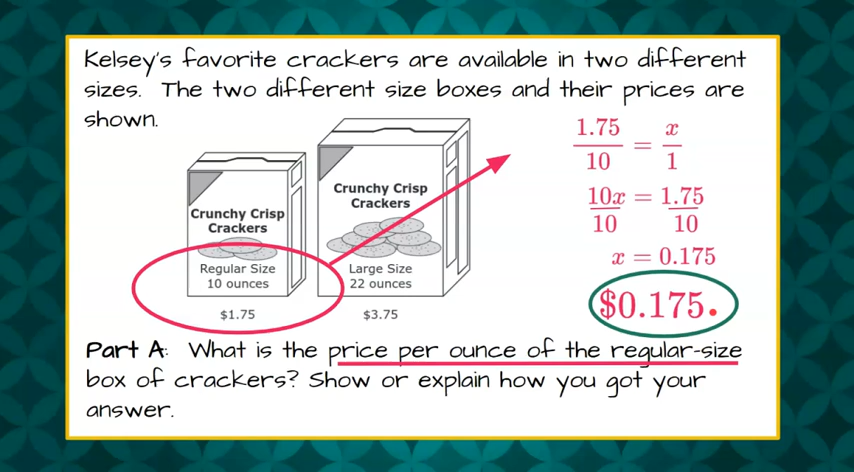 Kelsey's favorite crackers are available in two different
sizes. The two different size boxes and their prices are
shown.
Crunchy Crisp
Crackers
Regular Size
10 ounces
$1.75
Crunchy Crisp
Crackers
Large Size
22 ounces
$3.75
1.75/10 = x/1
10x/10 = 1.75/10
x = 0.175
$0.175.
Part A: What is the price per ounce of the regular-size
box of crackers? Show or explain how you got your
answer.